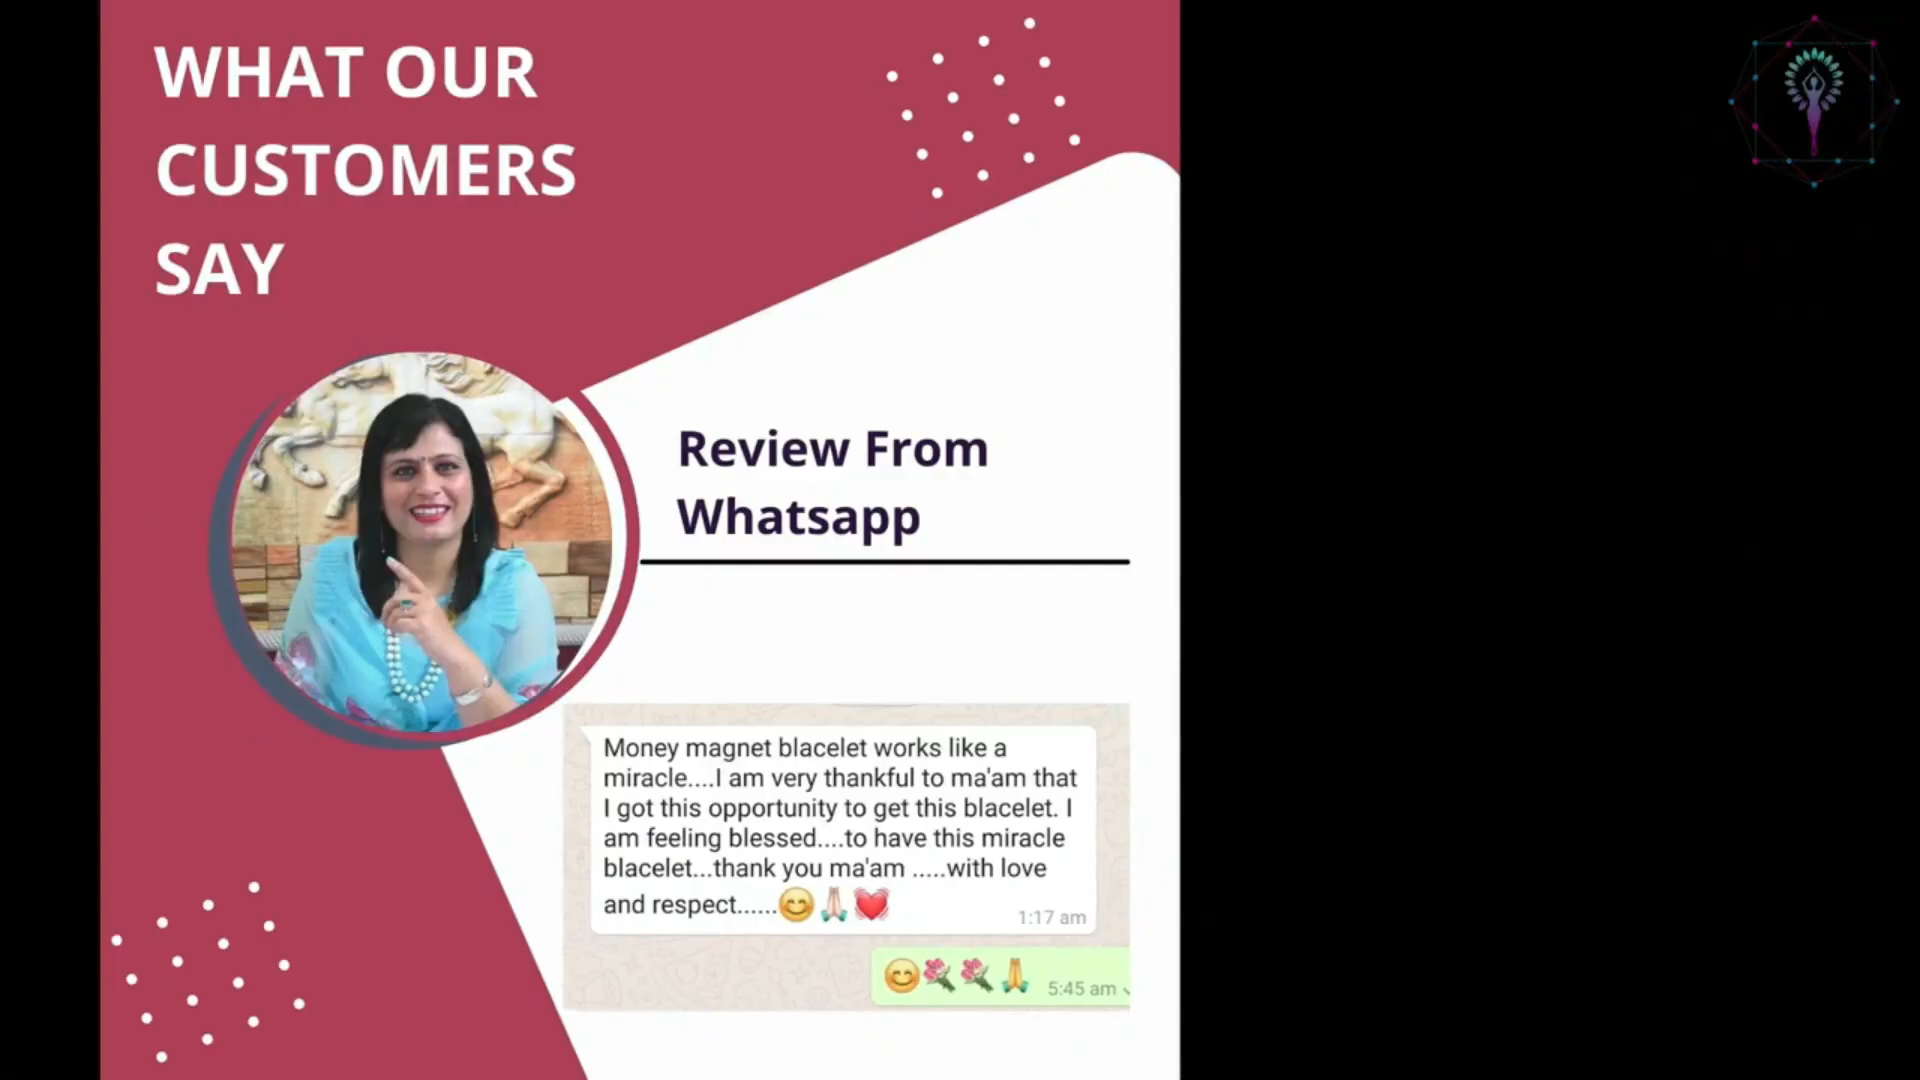 WHAT OUR
CUSTOMERS
SAY
Review From
Whatsapp
Money magnet blacelet works like a
miracle....I am very thankful to ma'am that
I got this opportunity to get this blacelet. I
am feeling blessed....to have this miracle
blacelet...thank you ma'am .....with love
and respect......😊🙏🏻💓
1:17 am
😊💐💐🙏
5:45 am